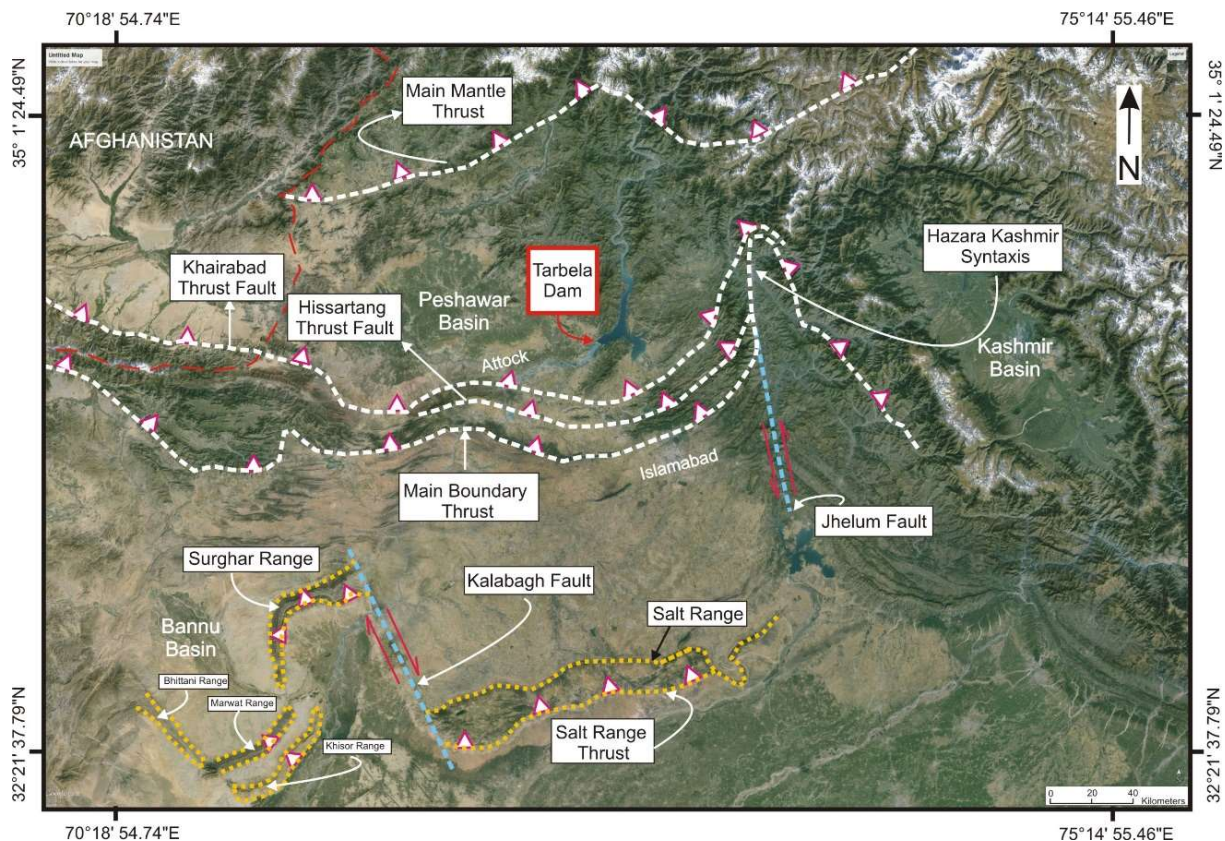 70°18' 54.74"E
75°14' 55.46"E
Untitled Map
Legend
35° 1' 24.49"N
35° 1' 24.49"N
Main Mantle
Thrust
AFGHANISTAN
N
Khairabad
Thrust Fault
Hissartang
Thrust Fault
Peshawar
Basin
Tarbela
Dam
Hazara Kashmir
Syntaxis
Kashmir
Basin
Attock
Islamabad
Main Boundary
Thrust
Jhelum Fault
Surghar Range
Kalabagh Fault
Salt Range
Bannu
Basin
Bhittani Range
Marwat Range
Khisor Range
Salt Range
Thrust
32°21' 37.79"N
32°21' 37.79"N
0 20 40
Kilometers
70°18' 54.74"E
75°14' 55.46"E